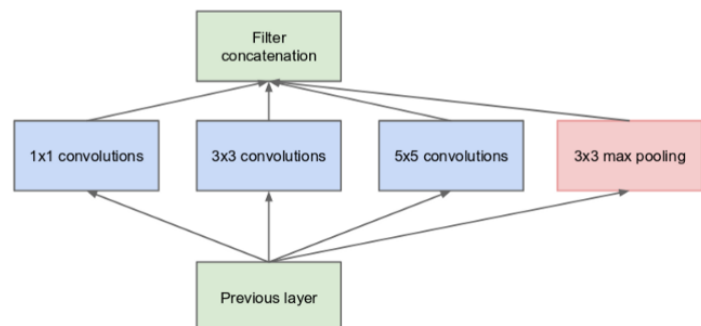 Filter
concatenation
1x1 convolutions
3x3 convolutions
5x5 convolutions
3x3 max pooling
Previous layer